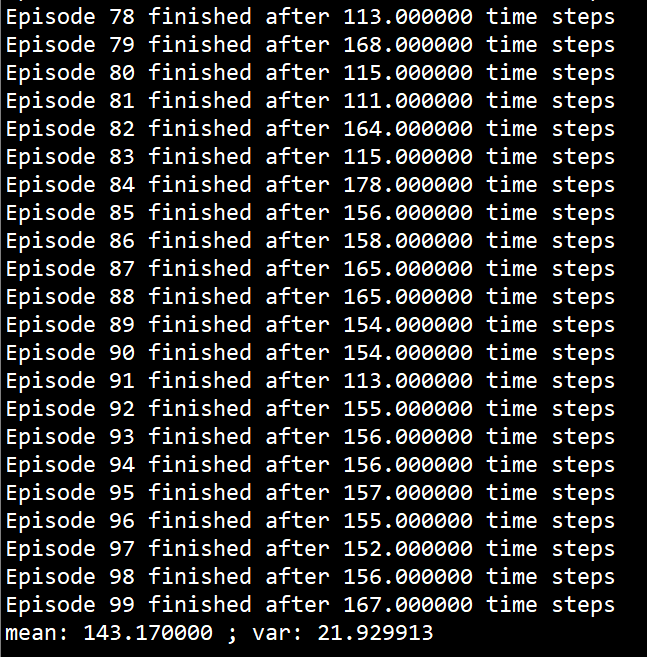 Episode 78 finished after 113.000000 time steps
Episode 79 finished after 168.000000 time steps
Episode 80 finished after 115.000000 time steps
Episode 81 finished after 111.000000 time steps
Episode 82 finished after 164.000000 time steps
Episode 83 finished after 115.000000 time steps
Episode 84 finished after 178.000000 time steps
Episode 85 finished after 156.000000 time steps
Episode 86 finished after 158.000000 time steps
Episode 87 finished after 165.000000 time steps
Episode 88 finished after 165.000000 time steps
Episode 89 finished after 154.000000 time steps
Episode 90 finished after 154.000000 time steps
Episode 91 finished after 113.000000 time steps
Episode 92 finished after 155.000000 time steps
Episode 93 finished after 156.000000 time steps
Episode 94 finished after 156.000000 time steps
Episode 95 finished after 157.000000 time steps
Episode 96 finished after 155.000000 time steps
Episode 97 finished after 152.000000 time steps
Episode 98 finished after 156.000000 time steps
Episode 99 finished after 167.000000 time steps
mean: 143.170000 ; var: 21.929913